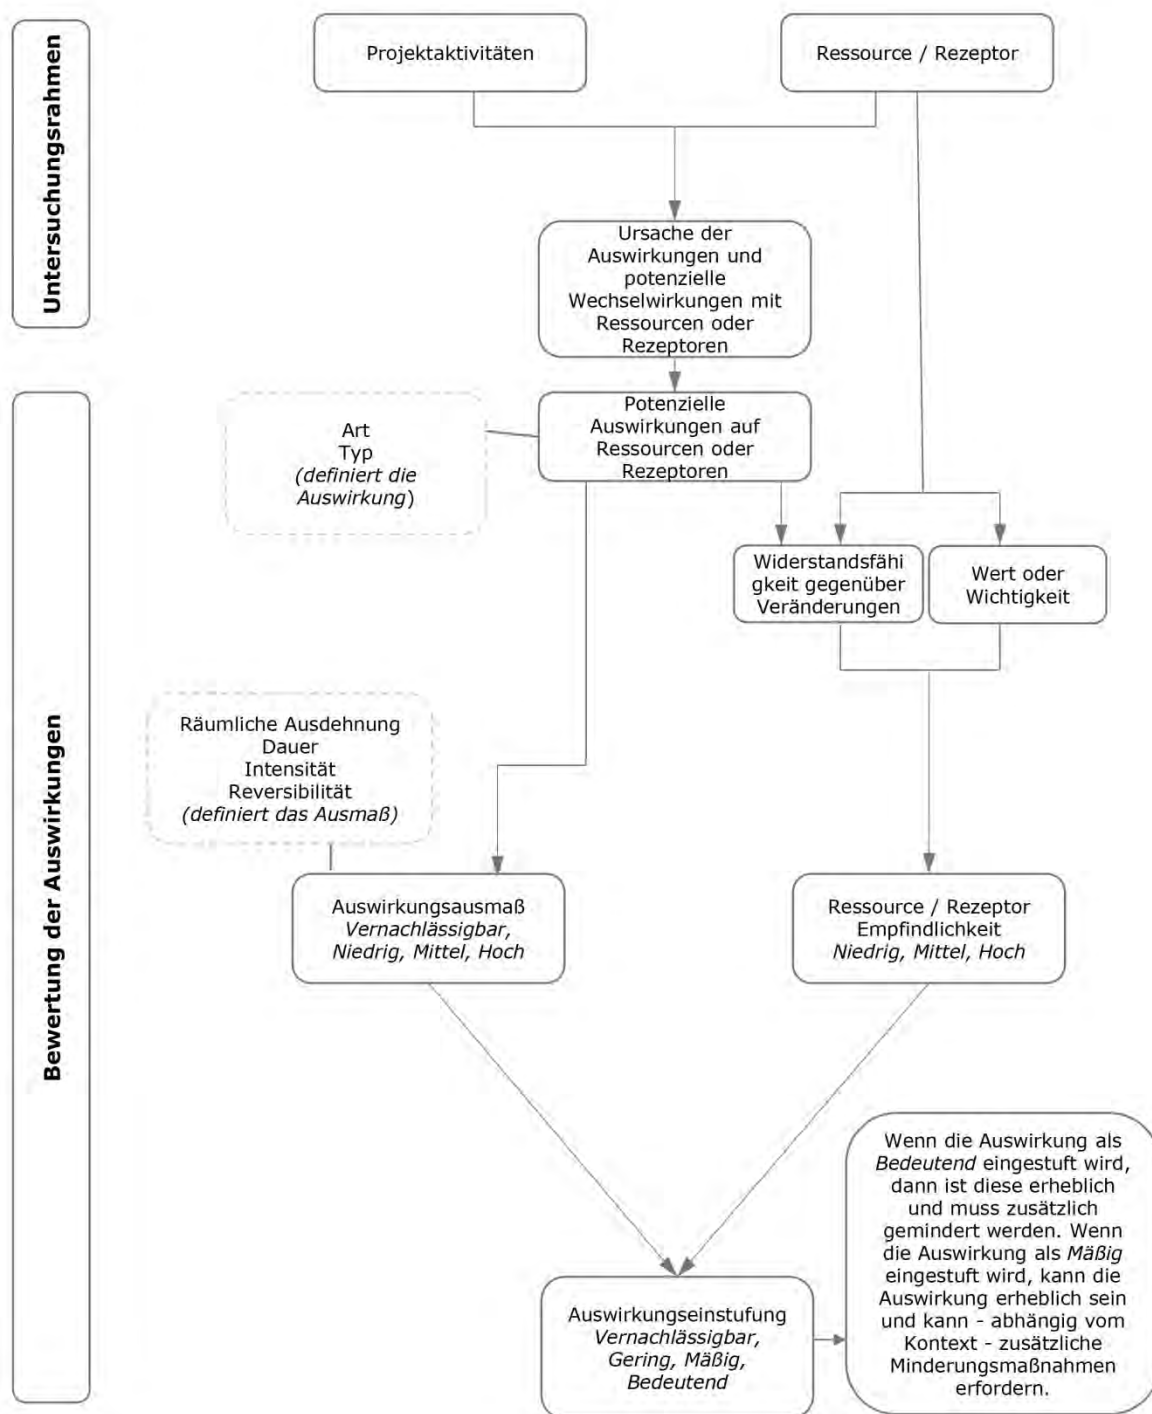 Untersuchungsrahmen
Projektaktivitäten
Ressource / Rezeptor
Ursache der
Auswirkungen und
potenzielle
Wechselwirkungen mit
Ressourcen oder
Rezeptoren
Bewertung der Auswirkungen
Art
Typ
(definiert die
Auswirkung)
Potenzielle
Auswirkungen auf
Ressourcen oder
Rezeptoren
Widerstandsfähi
gkeit gegenüber
Veränderungen
Wert oder
Wichtigkeit
Räumliche Ausdehnung
Dauer
Intensität
Reversibilität
(definiert das Ausmaß)
Auswirkungsausmaß
Vernachlässigbar,
Niedrig, Mittel, Hoch
Ressource / Rezeptor
Empfindlichkeit
Niedrig, Mittel, Hoch
Auswirkungseinstufung
Vernachlässigbar,
Gering, Mäßig,
Bedeutend
Wenn die Auswirkung als
Bedeutend eingestuft wird,
dann ist diese erheblich
und muss zusätzlich
gemindert werden. Wenn
die Auswirkung als Mäßig
eingestuft wird, kann die
Auswirkung erheblich sein
und kann - abhängig vom
Kontext - zusätzliche
Minderungsmaßnahmen
erfordern.